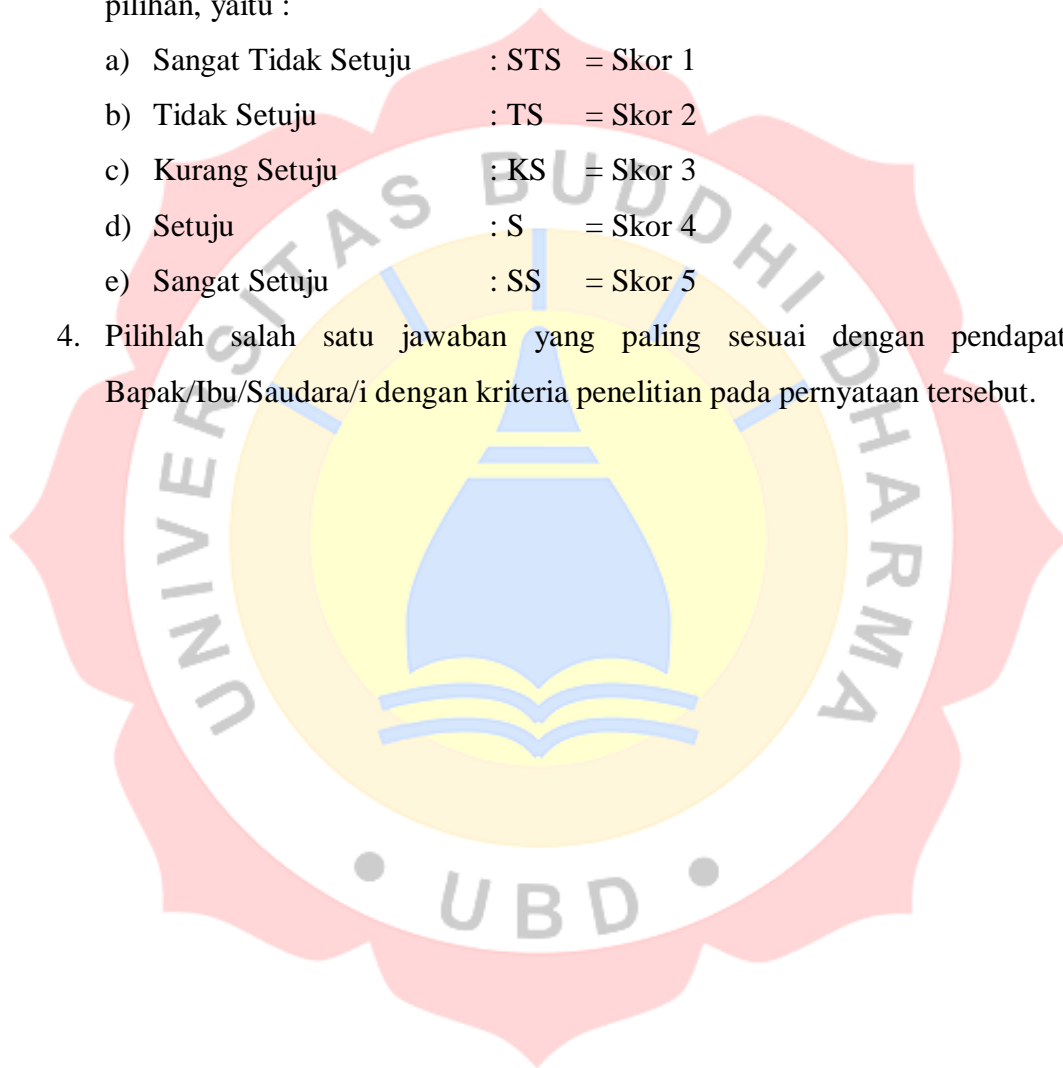 pilihan, yaitu :
a) Sangat Tidak Setuju : STS = Skor 1
b) Tidak Setuju : TS = Skor 2
c) Kurang Setuju : KS = Skor 3
d) Setuju : S = Skor 4
e) Sangat Setuju : SS = Skor 5
4. Pilihlah salah satu jawaban yang paling sesuai dengan pendapat
Bapak/Ibu/Saudara/i dengan kriteria penelitian pada pernyataan tersebut.
UNIVERSITAS BUDDHI DHARMA
• UBD •